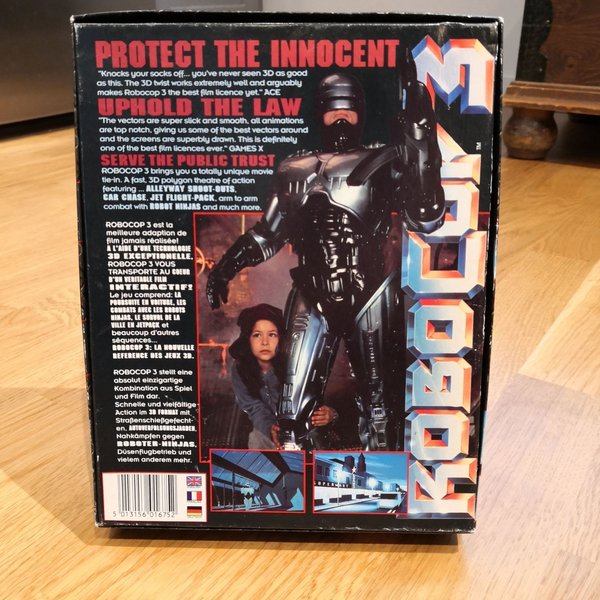 PROTECT THE INNOCENT
"Knocks your socks off... you've never seen 3D as good
as this. The 3D twist works extremely well and arguably
makes Robocop 3 the best film licence yet." ACE
UPHOLD THE LAW
"The vectors are super slick and smooth, all animations
are top notch, giving us some of the best vectors around
and the screens are superbly drawn. This is definitely
one of the best film licences ever." GAMES X
SERVE THE PUBLIC TRUST
ROBOCOP 3 brings you a totally unique movie
tie-in. A fast, 3D polygon theatre of action
featuring ... ALLEYWAY SHOOT-OUTS,
CAR CHASE, JET FLIGHT-PACK, arm to arm
combat with ROBOT NINJAS and much more.
ROBOCOP 3 est la
meilleure adaption de
film jamais réalisée!
A L'AIDE D'UNE TECHNOLOGIE
3D EXCEPTIONELLE,
ROBOCOP 3 VOUS
TRANSPORTE AU COEUR
D'UN VERITABLE FILM
INTERACTIF!
Le jeu comprend: LA
POURSUITE EN VOITURE, LES
COMBATS AVEC LES ROBOTS
NINJAS, LE SURVOL DE LA
VILLE EN JETPACK et
beaucoup d'autres
séquences...
ROBOCOP 3: LA NOUVELLE
REFERENCE DES JEUX 3D.
ROBOCOP 3 stellt eine
absolut einzigartige
Kombination aus Spiel
und Film dar.
Schnelle und vielfältige
Action im 3D FORMAT mit
Straßenschießgefech-
ten, AUTOVERFOLGUNGSJAGDEN,
Nahkämpfen gegen
ROBOTER-NINJAS,
Düsenflugbetrieb und
vielem anderem mehr.
ROBOCOP 3
TM
5 013156 016752